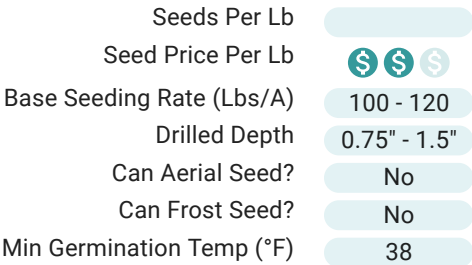 Seeds Per Lb
Seed Price Per Lb $ $ $
Base Seeding Rate (Lbs/A) 100 - 120
Drilled Depth 0.75" - 1.5"
Can Aerial Seed? No
Can Frost Seed? No
Min Germination Temp (°F) 38